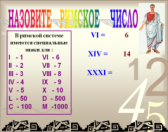 НАЗОВИТЕ РИМСКОЕ ЧИСЛО
В римской системе
имеются специальные
знаки для :
I - 1 VI - 6
II - 2 VII - 7
III - 3 VIII - 8
IV - 4 IX - 9
V - 5 X - 10
L - 50 D - 500
C - 100 M - 1000
VI = 6
XIV = 14
XXXI =